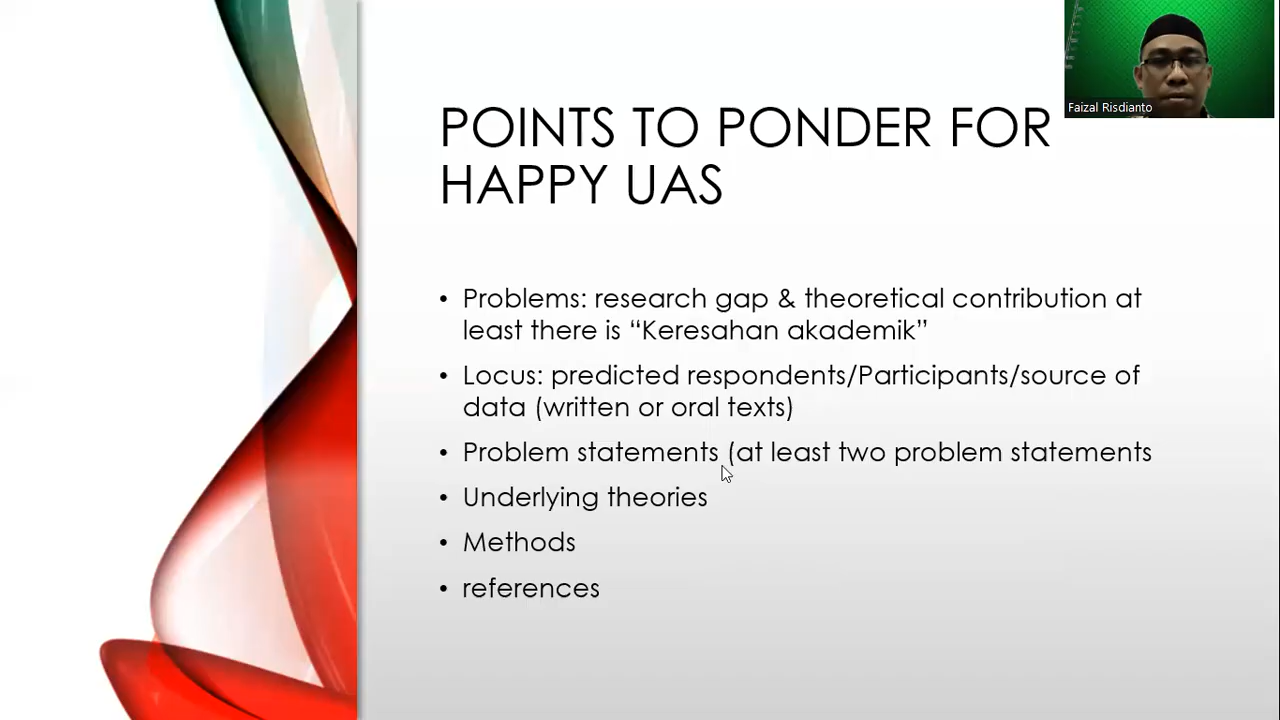 Faizal Risdianto
POINTS TO PONDER FOR
HAPPY UAS
• Problems: research gap & theoretical contribution at
least there is “Keresahan akademik”
• Locus: predicted respondents/Participants/source of
data (written or oral texts)
• Problem statements (at least two problem statements
• Underlying theories
• Methods
• references